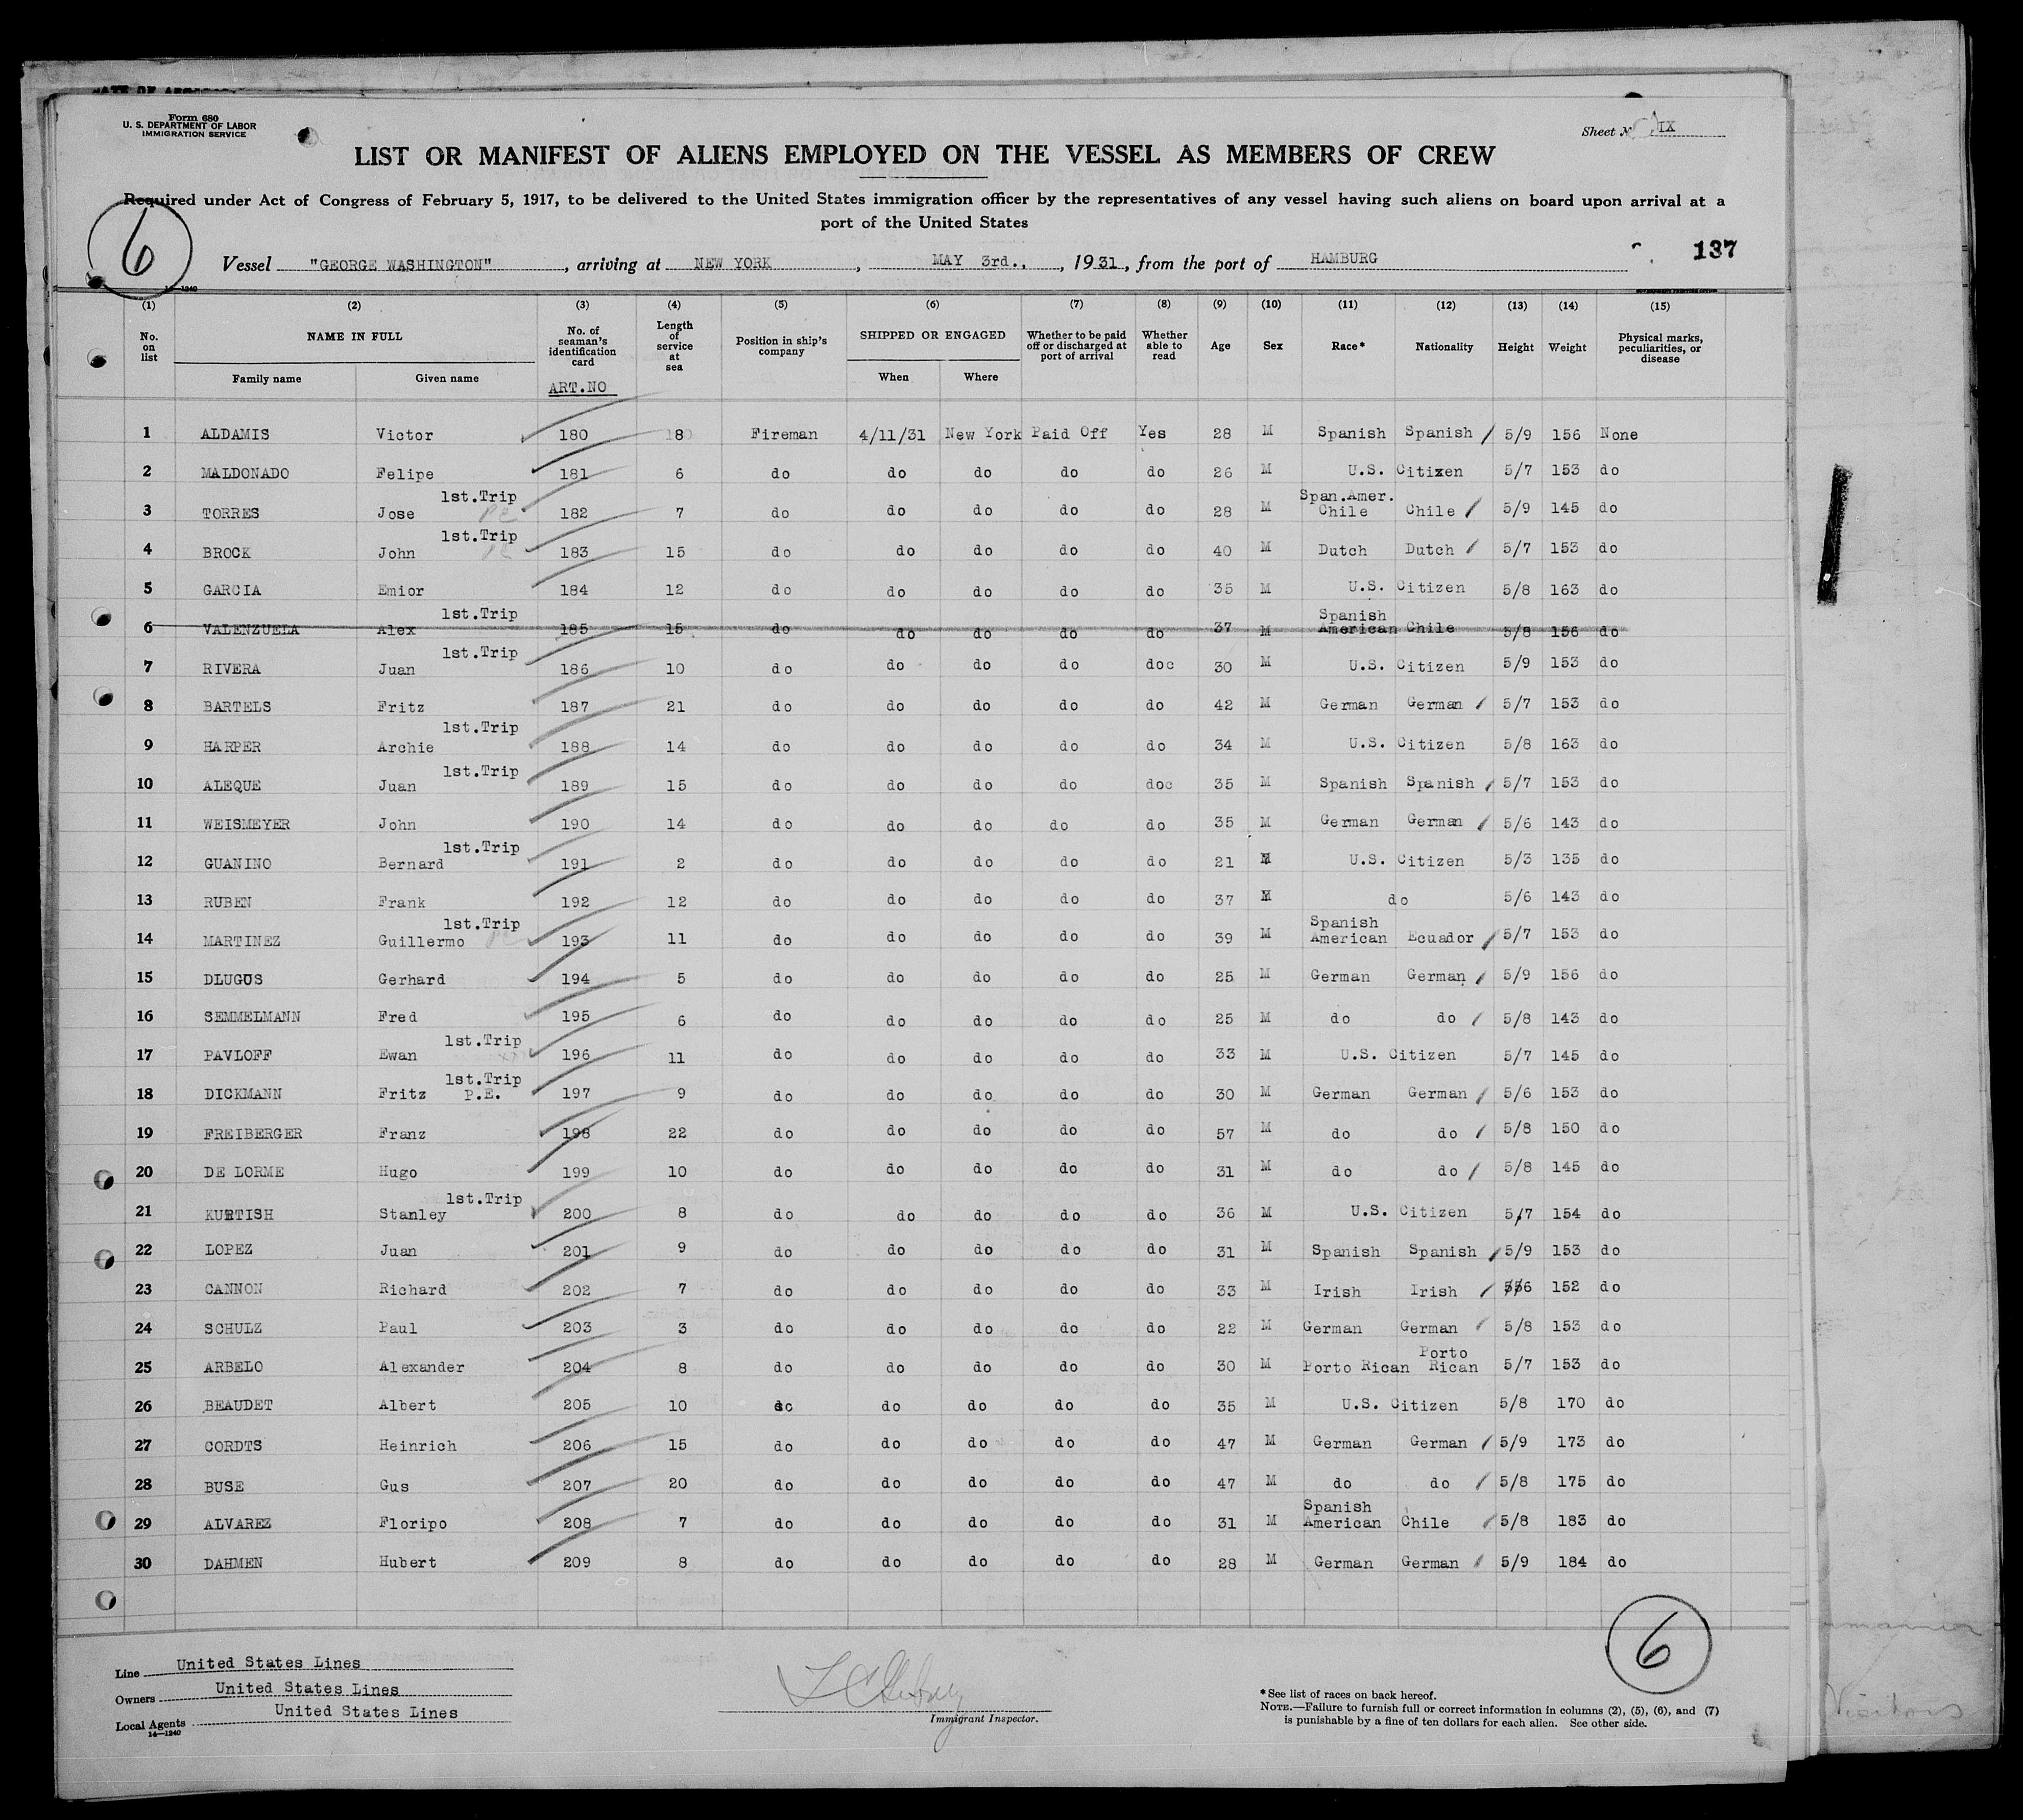 Form 680
U. S. DEPARTMENT OF LABOR
IMMIGRATION SERVICE
Sheet IX
LIST OR MANIFEST OF ALIENS EMPLOYED ON THE VESSEL AS MEMBERS OF CREW
Required under Act of Congress of February 5, 1917, to be delivered to the United States immigration officer by the representatives of any vessel having such aliens on board upon arrival at a
port of the United States
6
137
Vessel "GEORGE WASHINGTON", arriving at NEW YORK, MAY 3rd., 1931, from the port of HAMBURG
14—1240
(1) (2) (3) (4) (5) (6) (7) (8) (9) (10) (11) (12) (13) (14) (15)
No. on list NAME IN FULL Family name Given name No. of seaman's identification card ART.NO Length of service at sea Position in ship's company SHIPPED OR ENGAGED When Where Whether to be paid off or discharged at port of arrival Whether able to read Age Sex Race* Nationality Height Weight Physical marks, peculiarities, or disease
1 ALDAMIS Victor 180 8 Fireman 4/11/31 New York Paid Off Yes 28 M Spanish Spanish 5/9 156 None
2 MALDONADO Felipe 181 6 do do do do do 26 M U.S. Citizen 5/7 153 do
3 TORRES Jose 1st.Trip 182 7 do do do do do 28 M Span.Amer. Chile Chile 5/9 145 do
4 BROCK John 1st.Trip 183 15 do do do do do 40 M Dutch Dutch 5/7 153 do
5 GARCIA Emior 184 12 do do do do do 35 M U.S. Citizen 5/8 163 do
6 VALENZUELA Alex 1st.Trip 185 15 do do do do do 37 M Spanish American Chile 5/8 156 do
7 RIVERA Juan 1st.Trip 186 10 do do do do doc 30 M U.S. Citizen 5/9 153 do
8 BARTELS Fritz 187 21 do do do do do 42 M German German 5/7 153 do
9 HARPER Archie 1st.Trip 188 14 do do do do do 34 M U.S. Citizen 5/8 163 do
10 ALEQUE Juan 1st.Trip 189 15 do do do do doc 35 M Spanish Spanish 5/7 153 do
11 WEISMEYER John 190 14 do do do do do 35 M German German 5/6 143 do
12 GUANINO Bernard 1st.Trip 191 2 do do do do do 21 M U.S. Citizen 5/3 135 do
13 RUBEN Frank 192 12 do do do do do 37 M do 5/6 143 do
14 MARTINEZ Guillermo 1st.Trip 193 11 do do do do do 39 M Spanish American Ecuador 5/7 153 do
15 DLUGUS Gerhard 194 5 do do do do do 25 M German German 5/9 156 do
16 SEMMELMANN Fred 195 6 do do do do do 25 M do do 5/8 143 do
17 PAVLOFF Ewan 1st.Trip 196 11 do do do do do 33 M U.S. Citizen 5/7 145 do
18 DICKMANN Fritz 1st.Trip P.E. 197 9 do do do do do 30 M German German 5/6 153 do
19 FREIBERGER Franz 198 22 do do do do do 57 M do do 5/8 150 do
20 DE LORME Hugo 199 10 do do do do do 31 M do do 5/8 145 do
21 KURTISH Stanley 1st.Trip 200 8 do do do do do 36 M U.S. Citizen 5/7 154 do
22 LOPEZ Juan 201 9 do do do do do 31 M Spanish Spanish 5/9 153 do
23 CANNON Richard 202 7 do do do do do 33 M Irish Irish 6 152 do
24 SCHULZ Paul 203 3 do do do do do 22 M German German 5/8 153 do
25 ARBELO Alexander 204 8 do do do do do 30 M Porto Rican Porto Rican 5/7 153 do
26 BEAUDET Albert 205 10 do do do do do 35 M U.S. Citizen 5/8 170 do
27 CORDTS Heinrich 206 15 do do do do do 47 M German German 5/9 173 do
28 BUSE Gus 207 20 do do do do do 47 M do do 5/8 175 do
29 ALVAREZ Floripo 208 7 do do do do do 31 M Spanish American Chile 5/8 183 do
30 DAHMEN Hubert 209 8 do do do do do 28 M German German 5/9 184 do
6
Line United States Lines
Owners United States Lines
Local Agents United States Lines
14—1240
Immigrant Inspector.
*See list of races on back hereof.
NOTE.—Failure to furnish full or correct information in columns (2), (5), (6), and (7)
is punishable by a fine of ten dollars for each alien. See other side.
Visitors